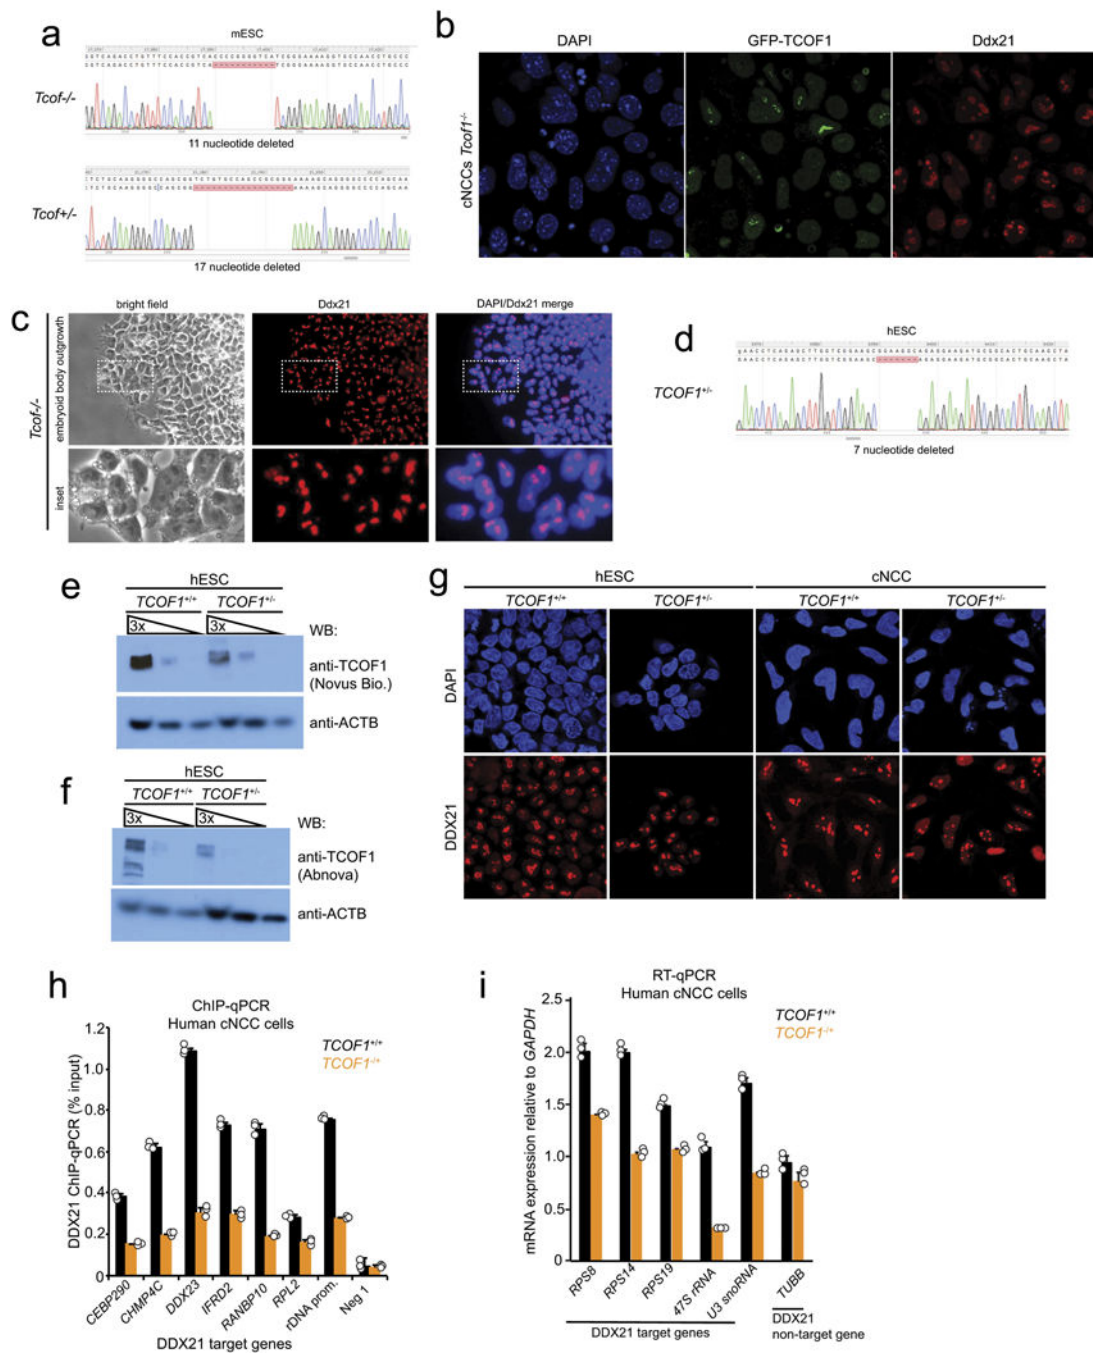 a
mESC
Tcof-/-
11 nucleotide deleted
Tcof+/-
17 nucleotide deleted
b
DAPI
GFP-TCOF1
Ddx21
cNCCs Tcof1-/-
c
bright field
Ddx21
DAPI/Ddx21 merge
Tcof-/-
embryoid body outgrowth
inset
d
hESC
TCOF1+/-
7 nucleotide deleted
e
hESC
TCOF1+/+
TCOF1+/-
3x
3x
WB:
anti-TCOF1
(Novus Bio.)
anti-ACTB
f
hESC
TCOF1+/+
TCOF1+/-
3x
3x
WB:
anti-TCOF1
(Abnova)
anti-ACTB
g
hESC
cNCC
TCOF1+/+
TCOF1+/-
TCOF1+/+
TCOF1+/-
DAPI
DDX21
h
ChIP-qPCR
Human cNCC cells
TCOF1+/+
TCOF1-/+
DDX21 ChIP-qPCR (% input)
1.2
1.0
0.8
0.6
0.4
0.2
0
CEBP290
CHMP4C
DDX23
IFRD2
RANBP10
RPL2
rDNA prom.
Neg 1
DDX21 target genes
i
RT-qPCR
Human cNCC cells
TCOF1+/+
TCOF1-/+
mRNA expression relative to GAPDH
2.5
2.0
1.5
1.0
0.5
0.0
RPS8
RPS14
RPS19
47S rRNA
U3 snoRNA
TUBB
DDX21 target genes
DDX21
non-target gene